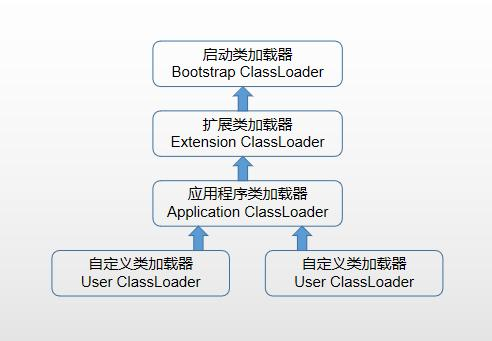 启动类加载器
Bootstrap ClassLoader
扩展类加载器
Extension ClassLoader
应用程序类加载器
Application ClassLoader
自定义类加载器
User ClassLoader
自定义类加载器
User ClassLoader